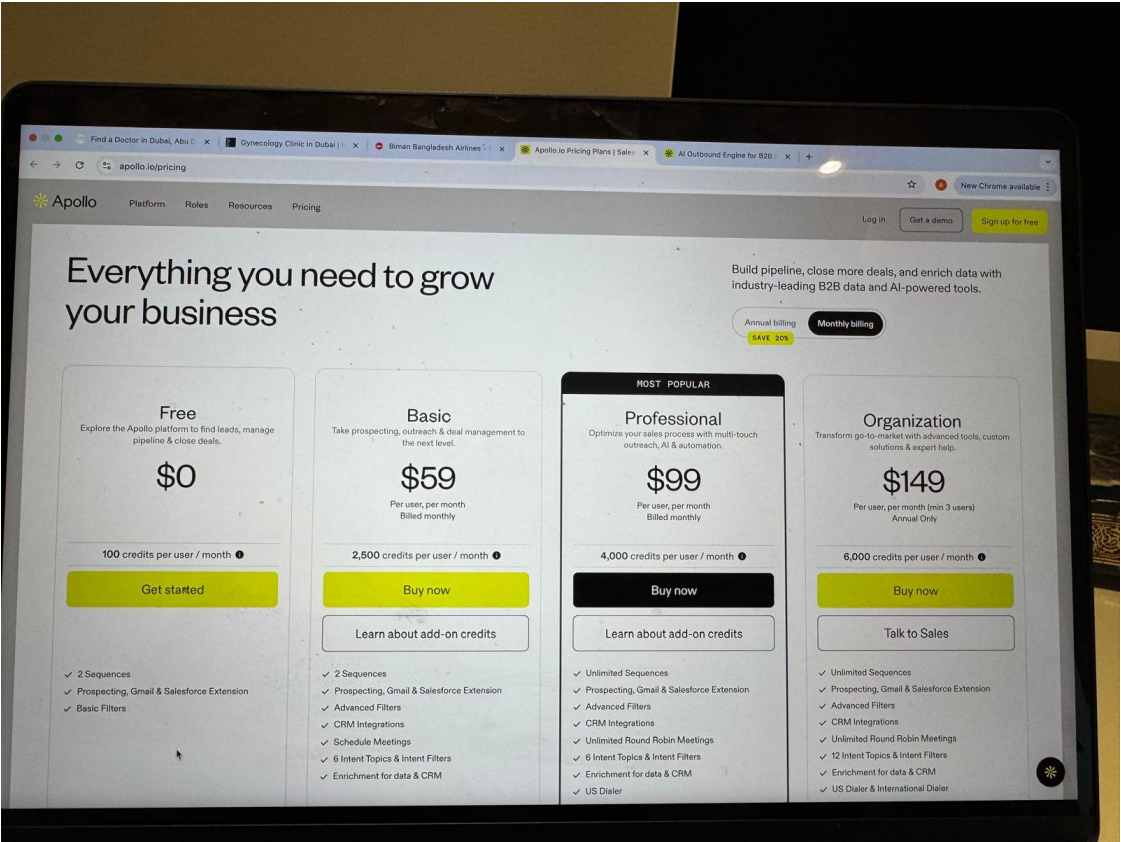 Find a Doctor in Dubai, Abu D
Gynecology Clinic in Dubai |
Biman Bangladesh Airlines
Apollo.io Pricing Plans | Sale
AI Outbound Engine for B2B
apollo.io/pricing
New Chrome available
Apollo
Platform
Roles
Resources
Pricing
Log in
Get a demo
Sign up for free
Everything you need to grow
your business
Build pipeline, close more deals, and enrich data with
industry-leading B2B data and AI-powered tools.
Annual billing
Monthly billing
SAVE 20%
Free
Explore the Apollo platform to find leads, manage
pipeline & close deals.
$0
100 credits per user / month
Get started
✓ 2 Sequences
✓ Prospecting, Gmail & Salesforce Extension
✓ Basic Filters
Basic
Take prospecting, outreach & deal management to
the next level.
$59
Per user, per month
Billed monthly
2,500 credits per user / month
Buy now
Learn about add-on credits
✓ 2 Sequences
✓ Prospecting, Gmail & Salesforce Extension
✓ Advanced Filters
✓ CRM Integrations
✓ Schedule Meetings
✓ 6 Intent Topics & Intent Filters
✓ Enrichment for data & CRM
MOST POPULAR
Professional
Optimize your sales process with multi-touch
outreach, AI & automation.
$99
Per user, per month
Billed monthly
4,000 credits per user / month
Buy now
Learn about add-on credits
✓ Unlimited Sequences
✓ Prospecting, Gmail & Salesforce Extension
✓ Advanced Filters
✓ CRM Integrations
✓ Unlimited Round Robin Meetings
✓ 6 Intent Topics & Intent Filters
✓ Enrichment for data & CRM
✓ US Dialer
Organization
Transform go-to-market with advanced tools, custom
solutions & expert help.
$149
Per user, per month (min 3 users)
Annual Only
6,000 credits per user / month
Buy now
Talk to Sales
✓ Unlimited Sequences
✓ Prospecting, Gmail & Salesforce Extension
✓ Advanced Filters
✓ CRM Integrations
✓ Unlimited Round Robin Meetings
✓ 12 Intent Topics & Intent Filters
✓ Enrichment for data & CRM
✓ US Dialer & International Dialer